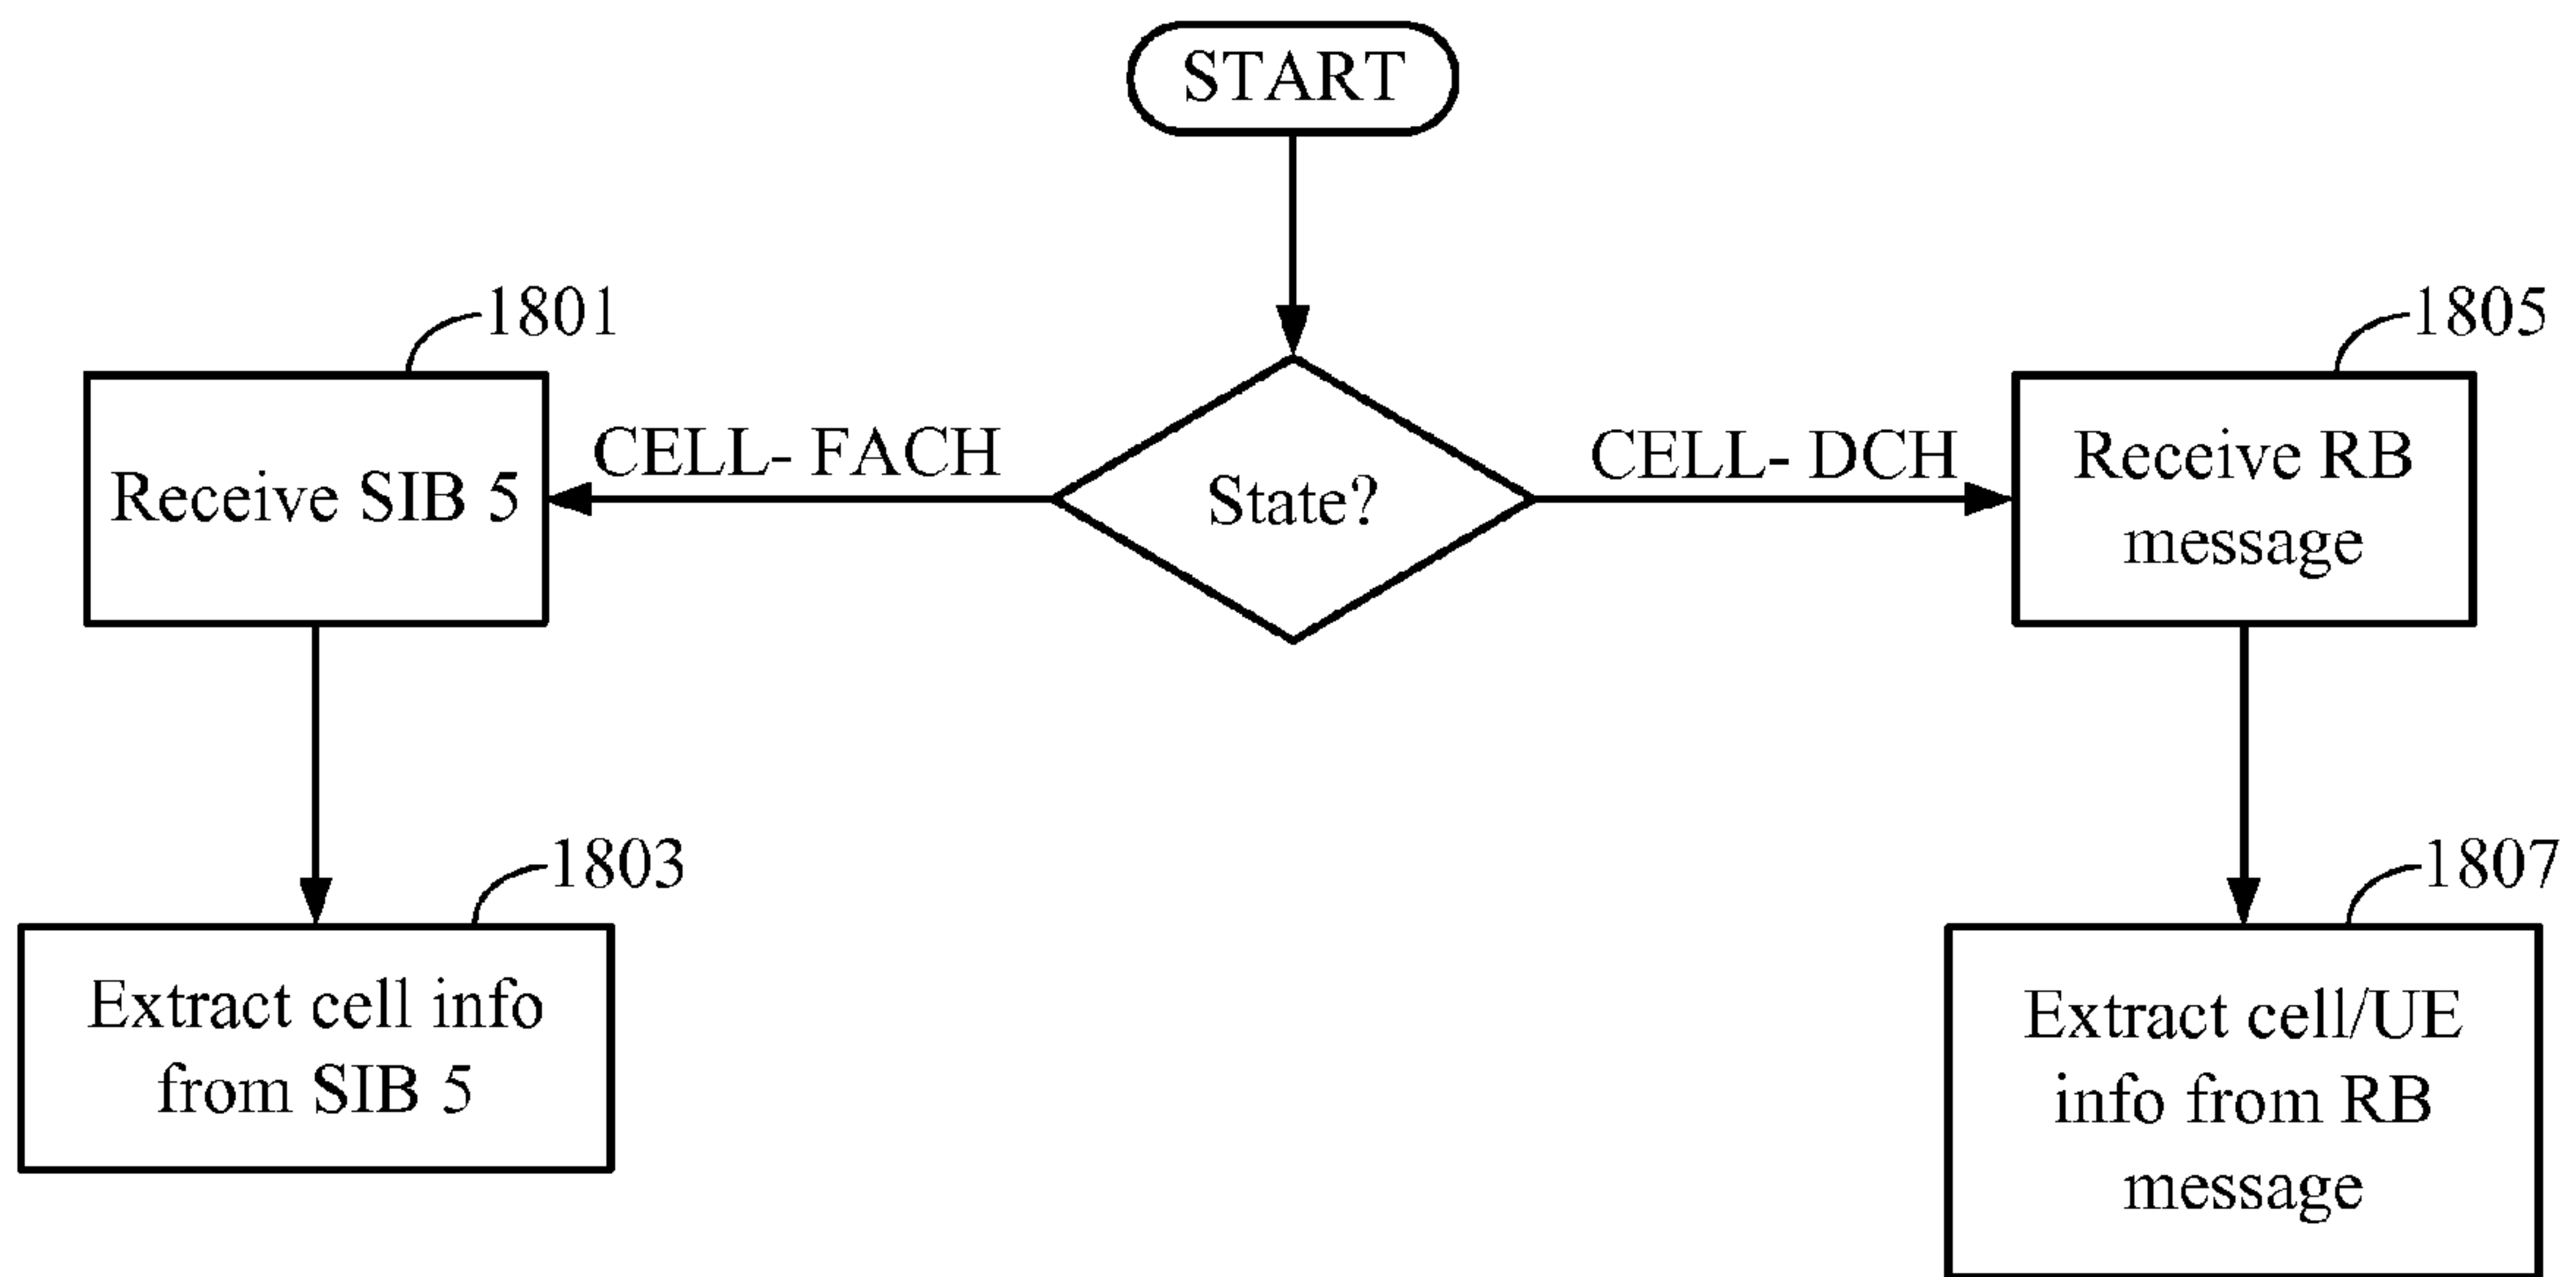 START
1801
1805
Receive SIB 5
CELL- FACH
State?
CELL- DCH
Receive RB
message
1803
1807
Extract cell info
from SIB 5
Extract cell/UE
info from RB
message